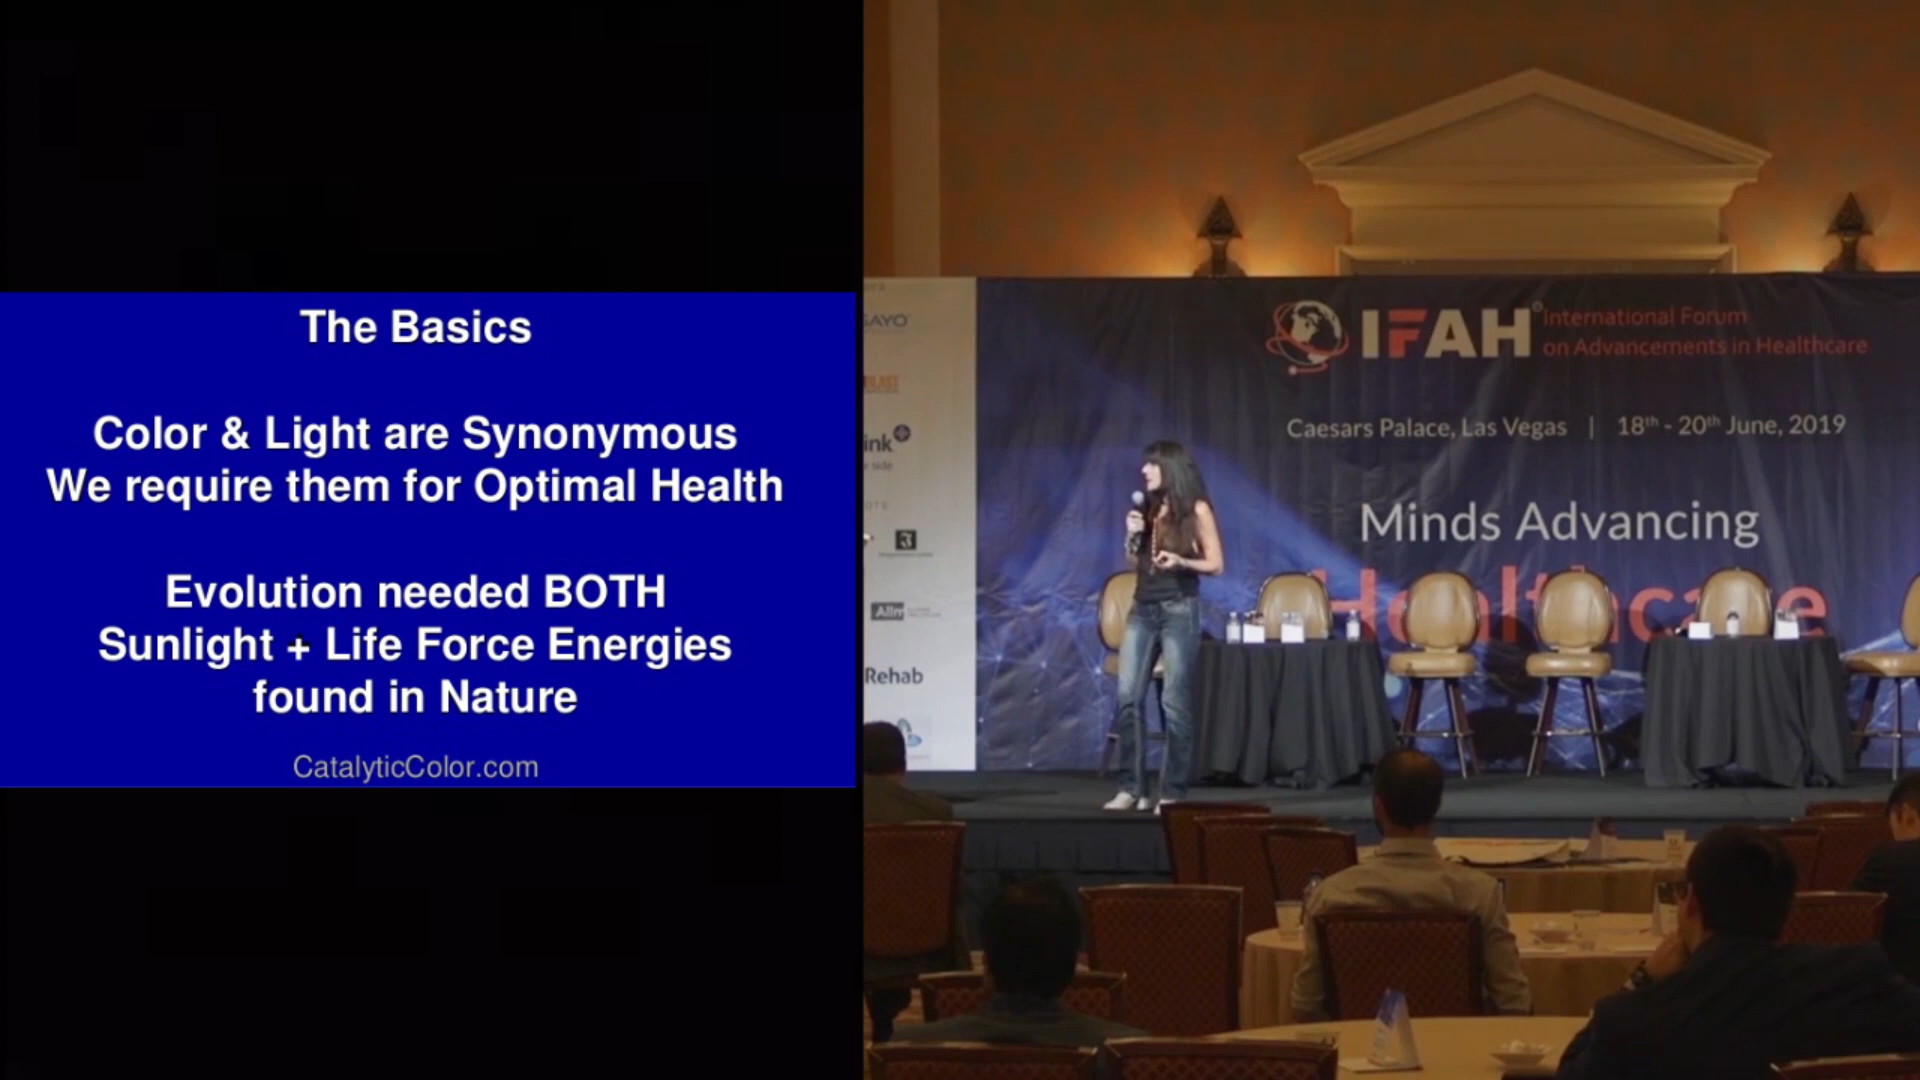 The Basics
Color & Light are Synonymous
We require them for Optimal Health
Evolution needed BOTH
Sunlight + Life Force Energies
found in Nature
CatalyticColor.com
IFAH® International Forum
on Advancements in Healthcare
Caesars Palace, Las Vegas | 18th - 20th June, 2019
Minds Advancing
Healthcare
Rehab